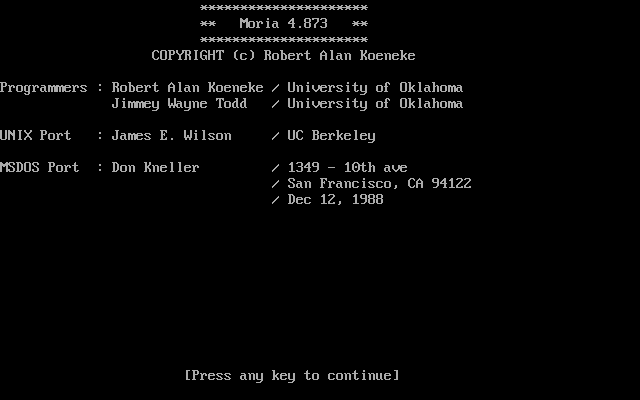 *********************
**   Moria 4.873   **
*********************
COPYRIGHT (c) Robert Alan Koeneke
Programmers : Robert Alan Koeneke / University of Oklahoma
Jimmey Wayne Todd / University of Oklahoma
UNIX Port : James E. Wilson / UC Berkeley
MSDOS Port : Don Kneller / 1349 - 10th ave
/ San Francisco, CA 94122
/ Dec 12, 1988
[Press any key to continue]